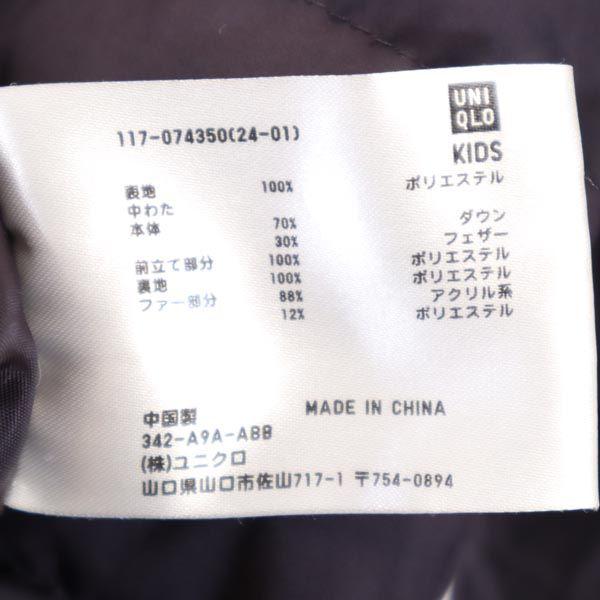 UNI
QLO
KIDS
117-074350(24-01)
表地 100% ポリエステル
中わた
本体 70% ダウン
30% フェザー
前立て部分 100% ポリエステル
裏地 100% ポリエステル
ファー部分 88% アクリル系
12% ポリエステル
中国製 MADE IN CHINA
342-A9A-ABB
(株)ユニクロ
山口県山口市佐山717-1 〒754-0894